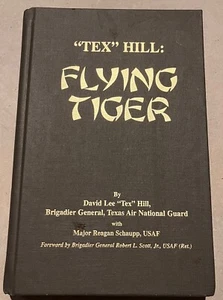 "TEX" HILL:
FLYING
TIGER
By
David Lee "Tex" Hill,
Brigadier General, Texas Air National Guard
with
Major Reagan Schaupp, USAF
Foreword by Brigadier General Robert L. Scott, Jr., USAF (Ret.)